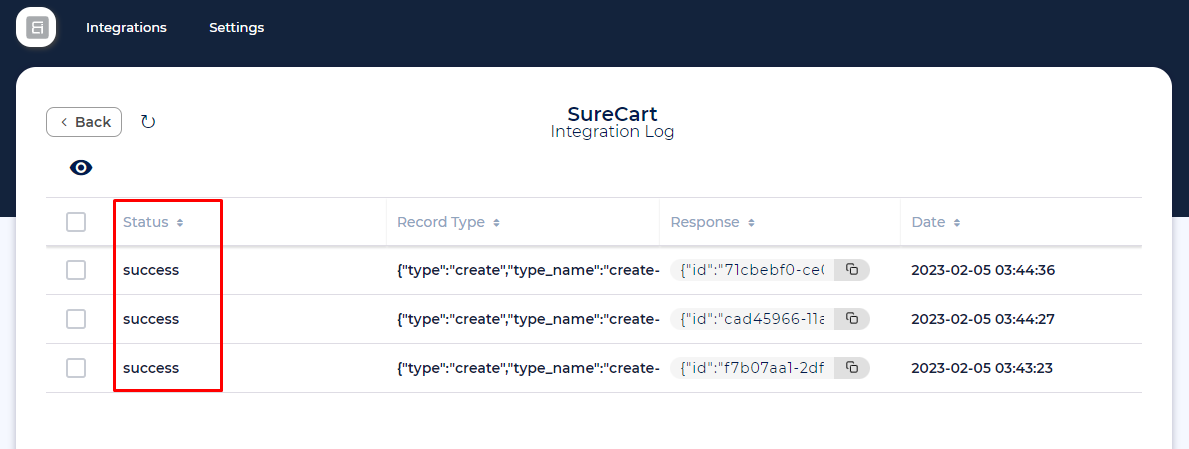 Integrations Settings
Back
SureCart
Integration Log
Status Record Type Response Date
success {"type":"create","type_name":"create- {"id":"71cbebf0-ce0 2023-02-05 03:44:36
success {"type":"create","type_name":"create- {"id":"cad45966-11a 2023-02-05 03:44:27
success {"type":"create","type_name":"create- {"id":"f7b07aa1-2df 2023-02-05 03:43:23